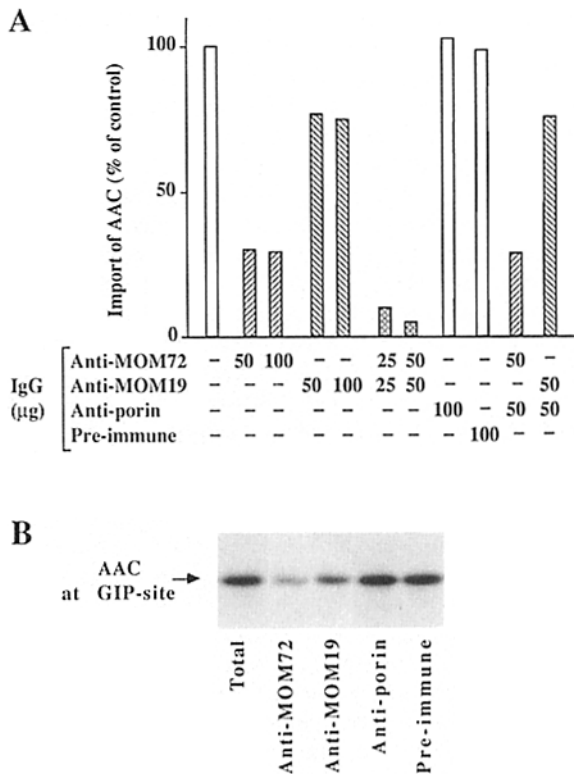 A
Import of AAC (% of control)
100
50
0
IgG
(µg)
Anti-MOM72 – 50 100 – – 25 50 – – 50 –
Anti-MOM19 – – – 50 100 25 50 – – – 50
Anti-porin – – – – – – – 100 – 50 50
Pre-immune – – – – – – – – 100 – –
B
AAC
at GIP-site
Total
Anti-MOM72
Anti-MOM19
Anti-porin
Pre-immune